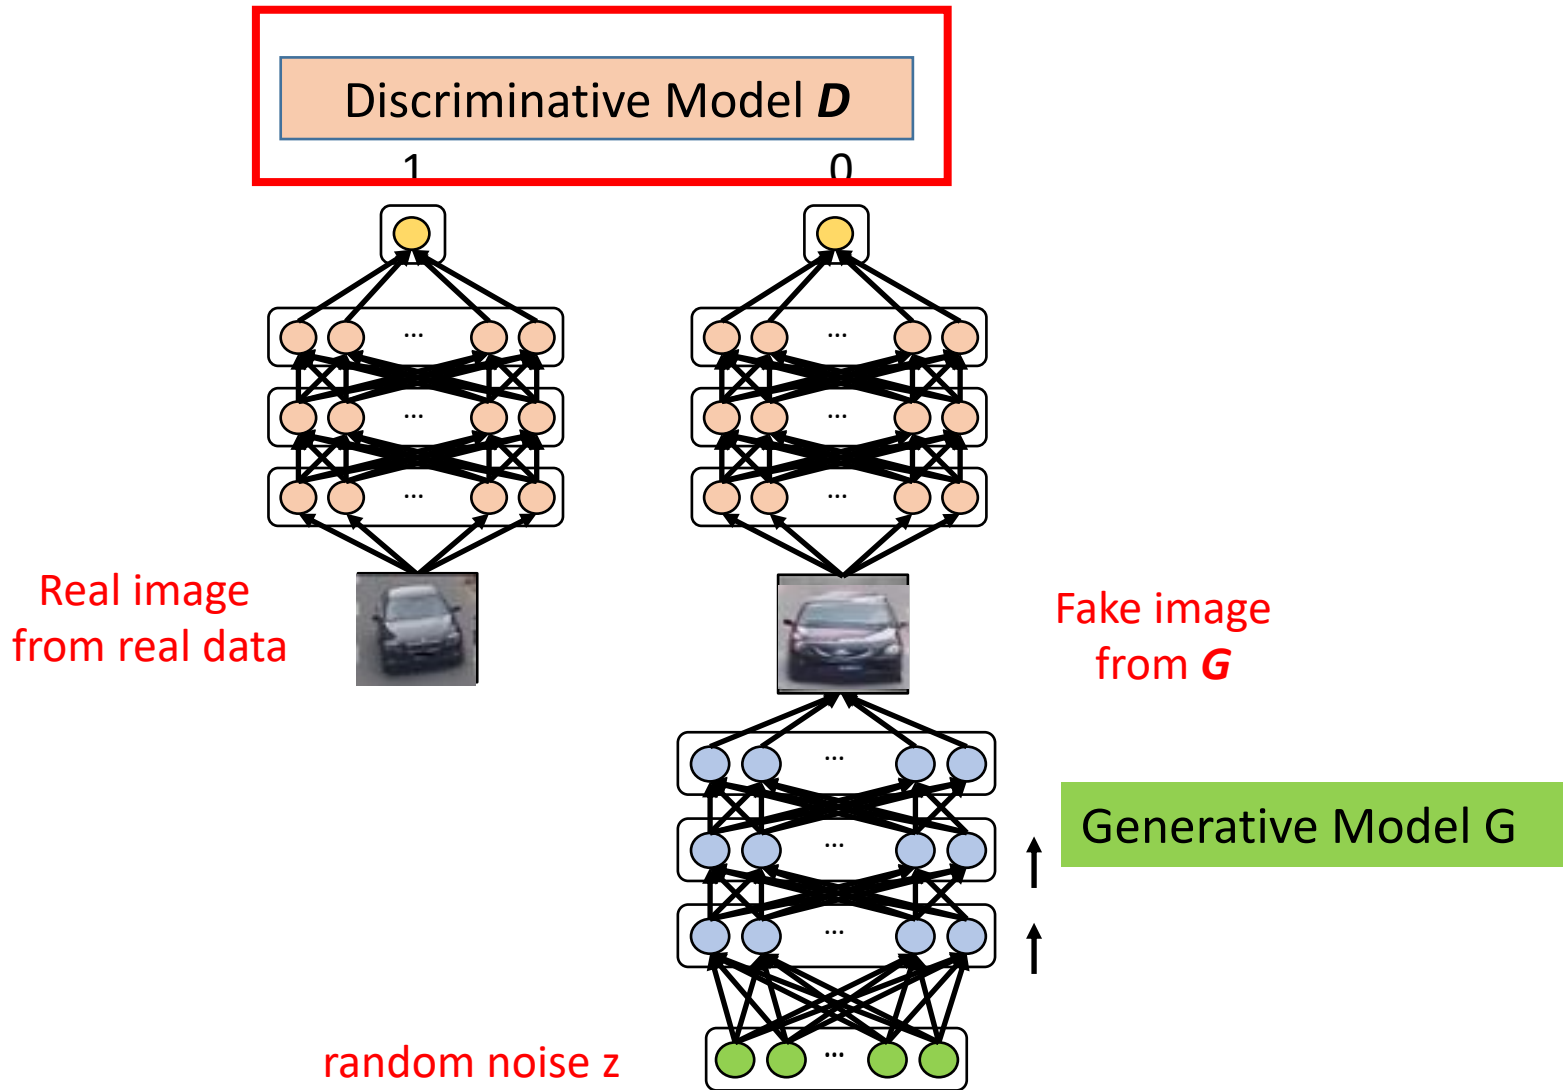 Discriminative Model D
1 0
...
...
...
...
...
...
Real image
from real data
Fake image
from G
...
Generative Model G
...
...
random noise z
...